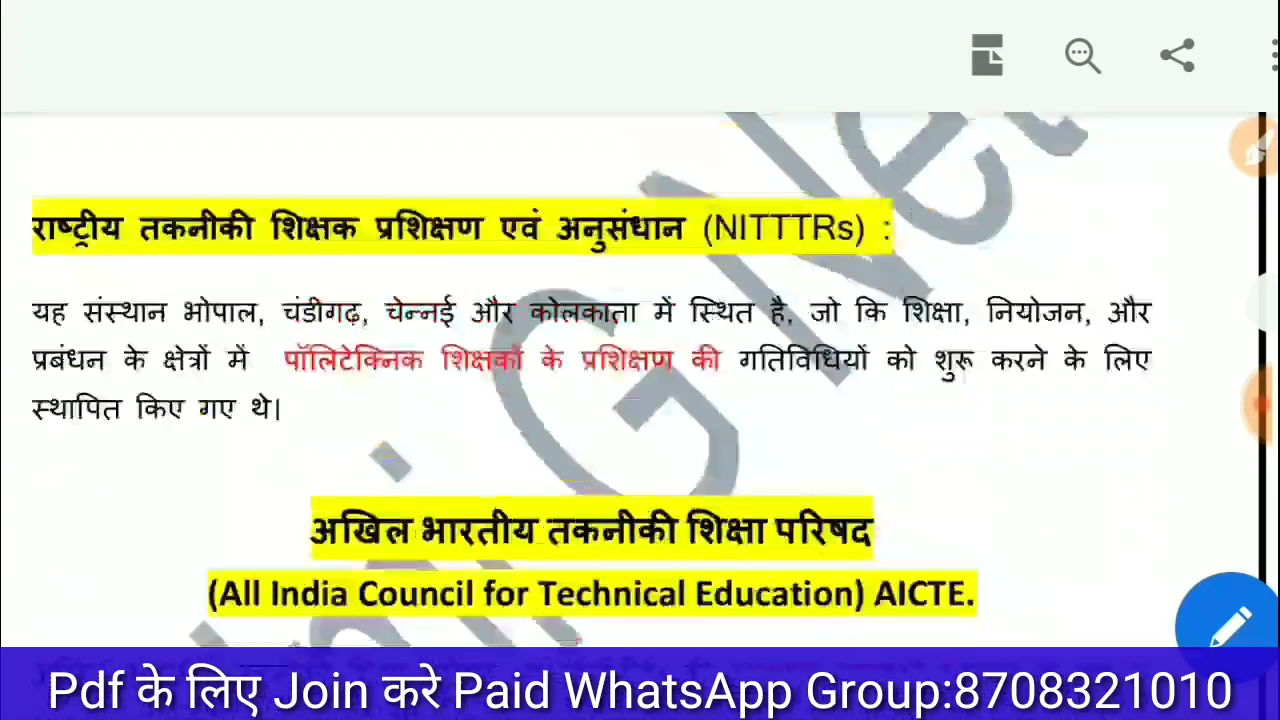 राष्ट्रीय तकनीकी शिक्षक प्रशिक्षण एवं अनुसंधान (NITTTRs) :
यह संस्थान भोपाल, चंडीगढ़, चेन्नई और कोलकाता में स्थित है, जो कि शिक्षा, नियोजन, और
प्रबंधन के क्षेत्रों में पॉलिटेक्निक शिक्षकों के प्रशिक्षण की गतिविधियों को शुरू करने के लिए
स्थापित किए गए थे|
अखिल भारतीय तकनीकी शिक्षा परिषद
(All India Council for Technical Education) AICTE.
Pdf के लिए Join करे Paid WhatsApp Group:8708321010